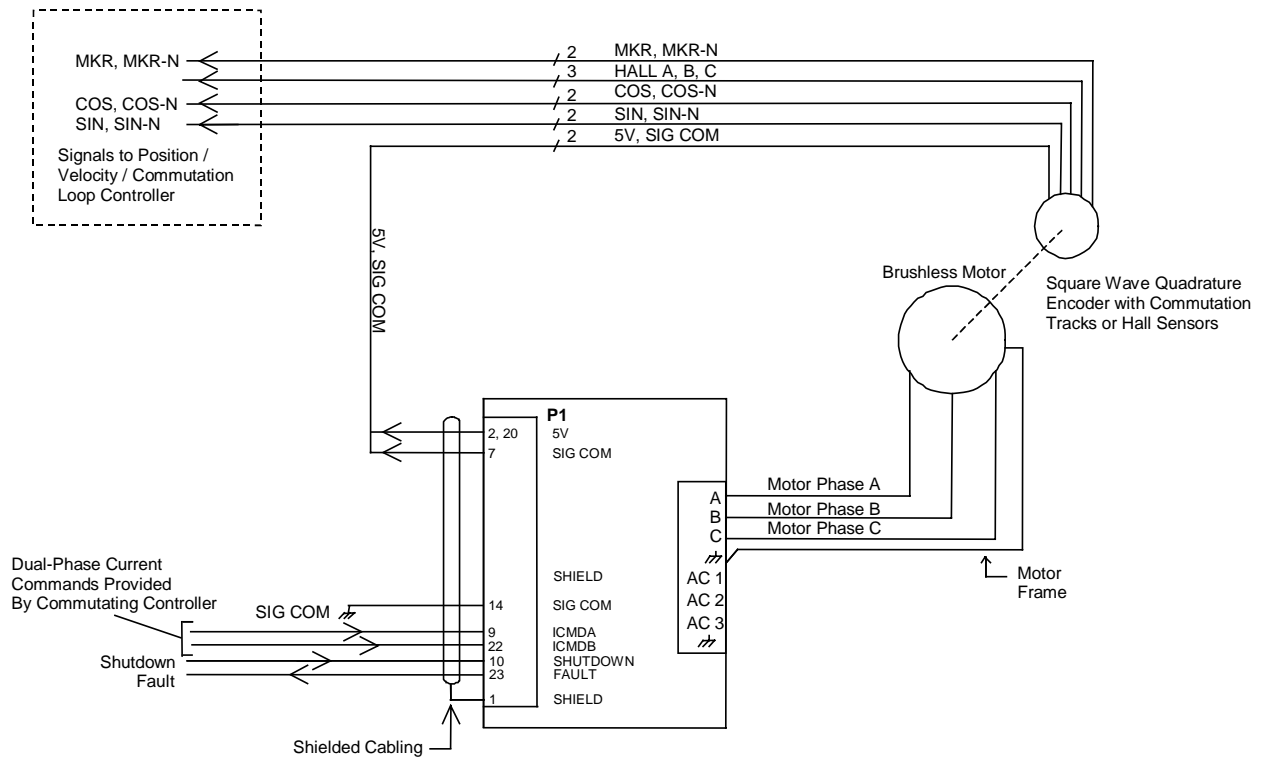 2 MKR, MKR-N
MKR, MKR-N
3 HALL A, B, C
2 COS, COS-N
COS, COS-N
2 SIN, SIN-N
SIN, SIN-N
2 5V, SIG COM
Signals to Position /
Velocity / Commutation
Loop Controller
5V, SIG COM
Brushless Motor
Square Wave Quadrature
Encoder with Commutation
Tracks or Hall Sensors
P1
2, 20 5V
7 SIG COM
A Motor Phase A
B Motor Phase B
C Motor Phase C
Motor
Frame
SHIELD
AC 1
AC 2
AC 3
Dual-Phase Current
Commands Provided
By Commutating Controller
SIG COM
14 SIG COM
9 ICMDA
22 ICMDB
Shutdown
10 SHUTDOWN
Fault
23 FAULT
1 SHIELD
Shielded Cabling